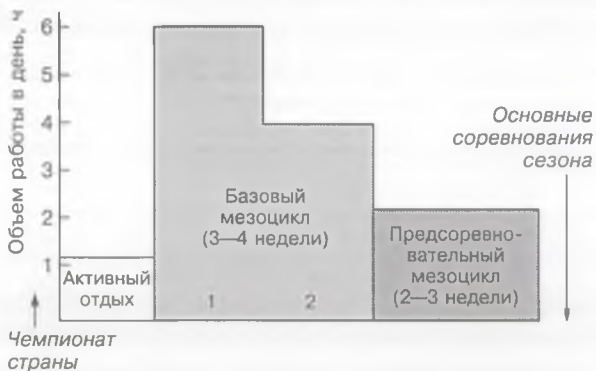 Объем работы в день, ч
6
5
4
3
2
1
Активный
отдых
Базовый
мезоцикл
(3—4 недели)
1
2
Предсоревно-
вательный
мезоцикл
(2—3 недели)
Основные
соревнования
сезона
Чемпионат
страны